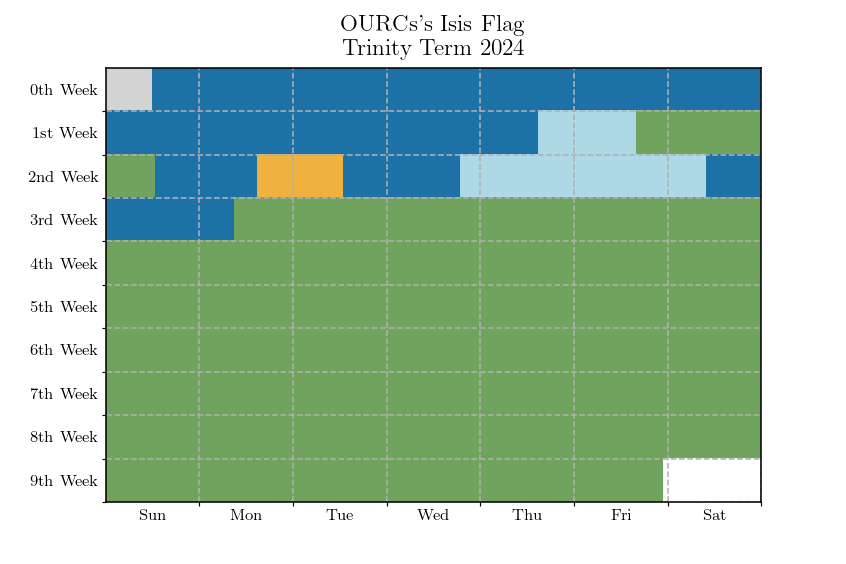 OURCs's Isis Flag
Trinity Term 2024
0th Week
1st Week
2nd Week
3rd Week
4th Week
5th Week
6th Week
7th Week
8th Week
9th Week
Sun Mon Tue Wed Thu Fri Sat